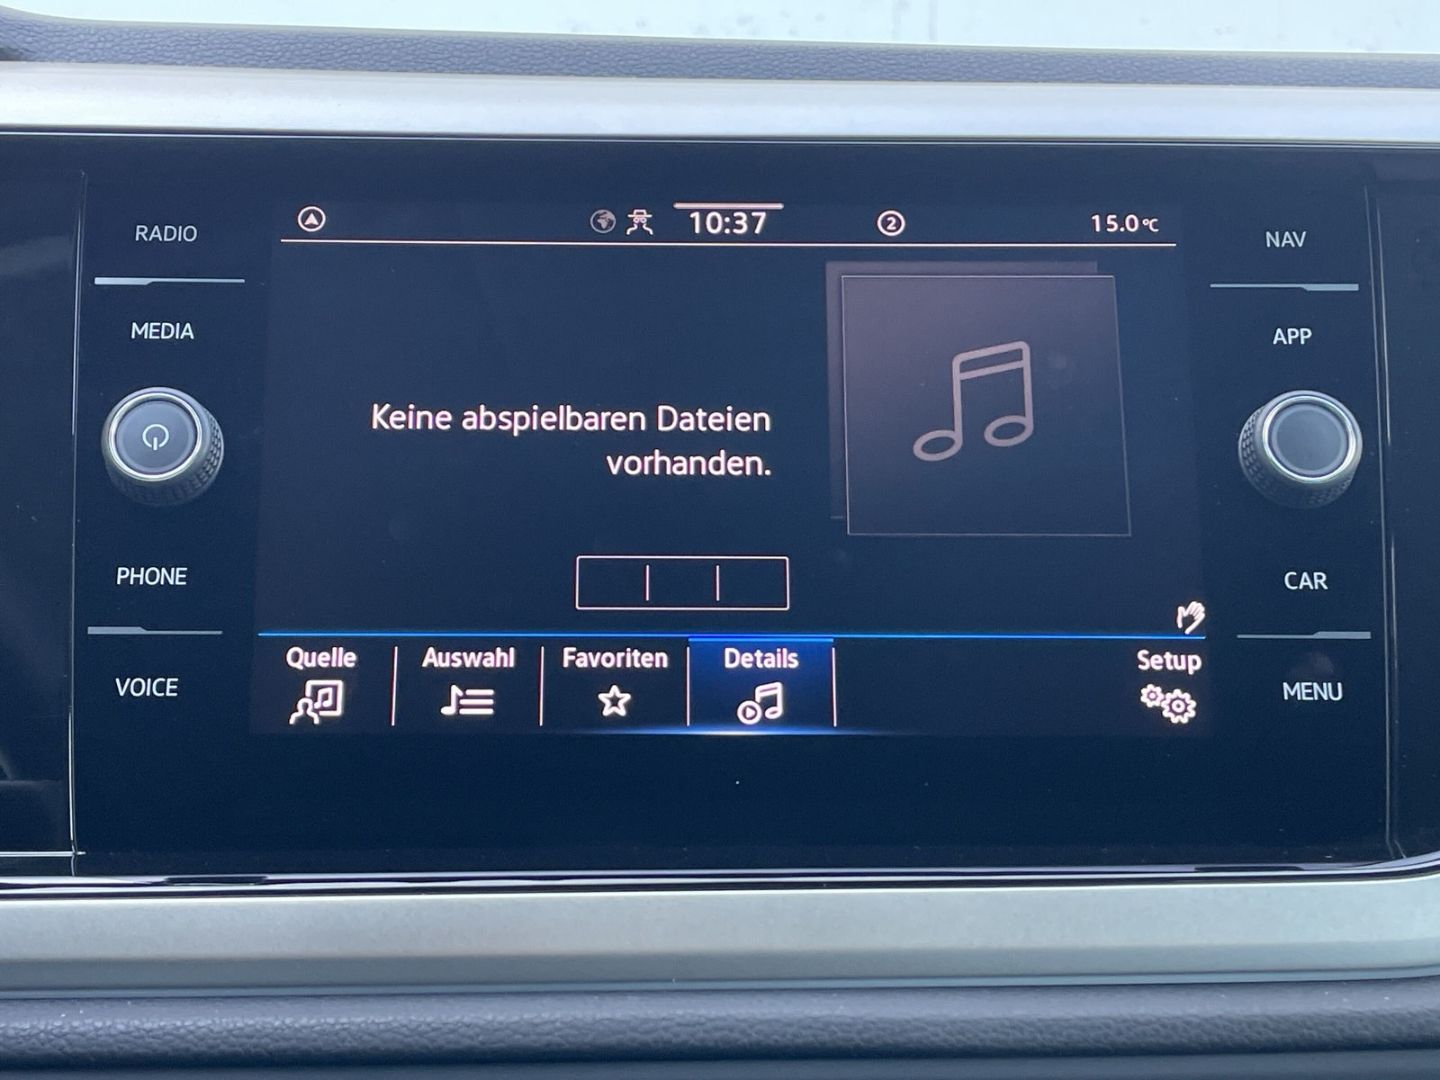 RADIO
MEDIA
PHONE
VOICE
10:37
2
15.0 °C
Keine abspielbaren Dateien
vorhanden.
Quelle
Auswahl
Favoriten
Details
Setup
NAV
APP
CAR
MENU